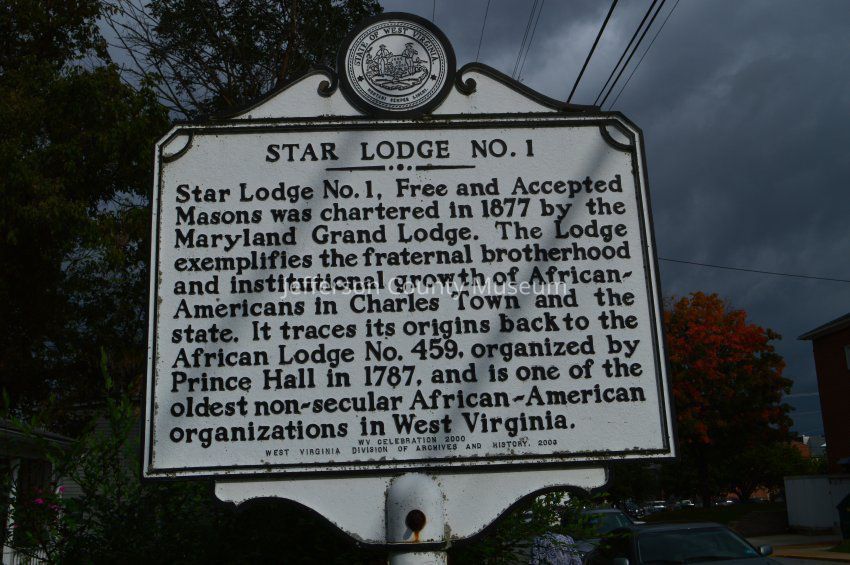 STATE OF WEST VIRGINIA
MONTANI SEMPER LIBERI
STAR LODGE NO. 1
Star Lodge No. 1, Free and Accepted
Masons was chartered in 1877 by the
Maryland Grand Lodge. The Lodge
exemplifies the fraternal brotherhood
and institutional growth of African-
Americans in Charles Town and the
state. It traces its origins back to the
African Lodge No. 459, organized by
Prince Hall in 1787, and is one of the
oldest non-secular African-American
organizations in West Virginia.
WV CELEBRATION 2000
WEST VIRGINIA DIVISION OF ARCHIVES AND HISTORY, 2003
Jefferson County Museum